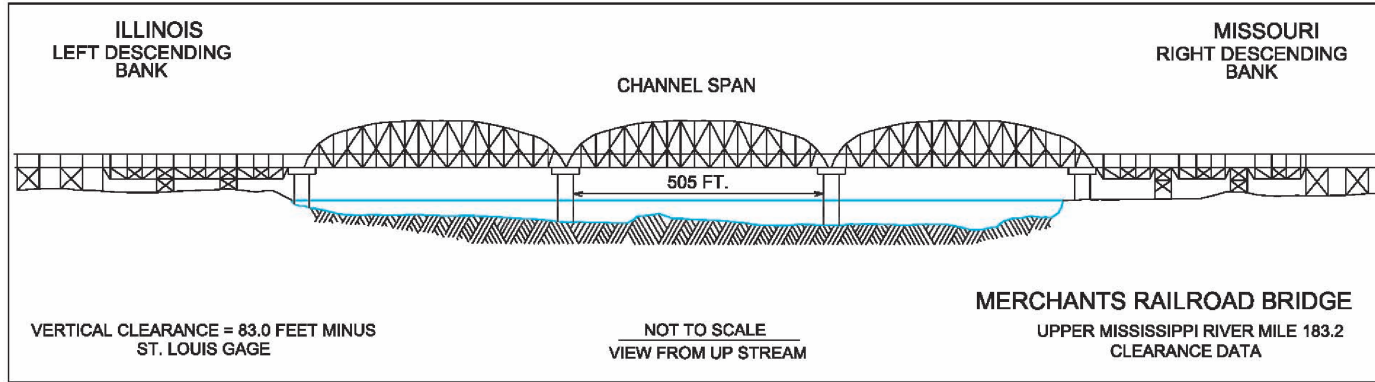 ILLINOIS
LEFT DESCENDING
BANK
MISSOURI
RIGHT DESCENDING
BANK
CHANNEL SPAN
505 FT.
MERCHANTS RAILROAD BRIDGE
VERTICAL CLEARANCE = 83.0 FEET MINUS
ST. LOUIS GAGE
NOT TO SCALE
VIEW FROM UP STREAM
UPPER MISSISSIPPI RIVER MILE 183.2
CLEARANCE DATA